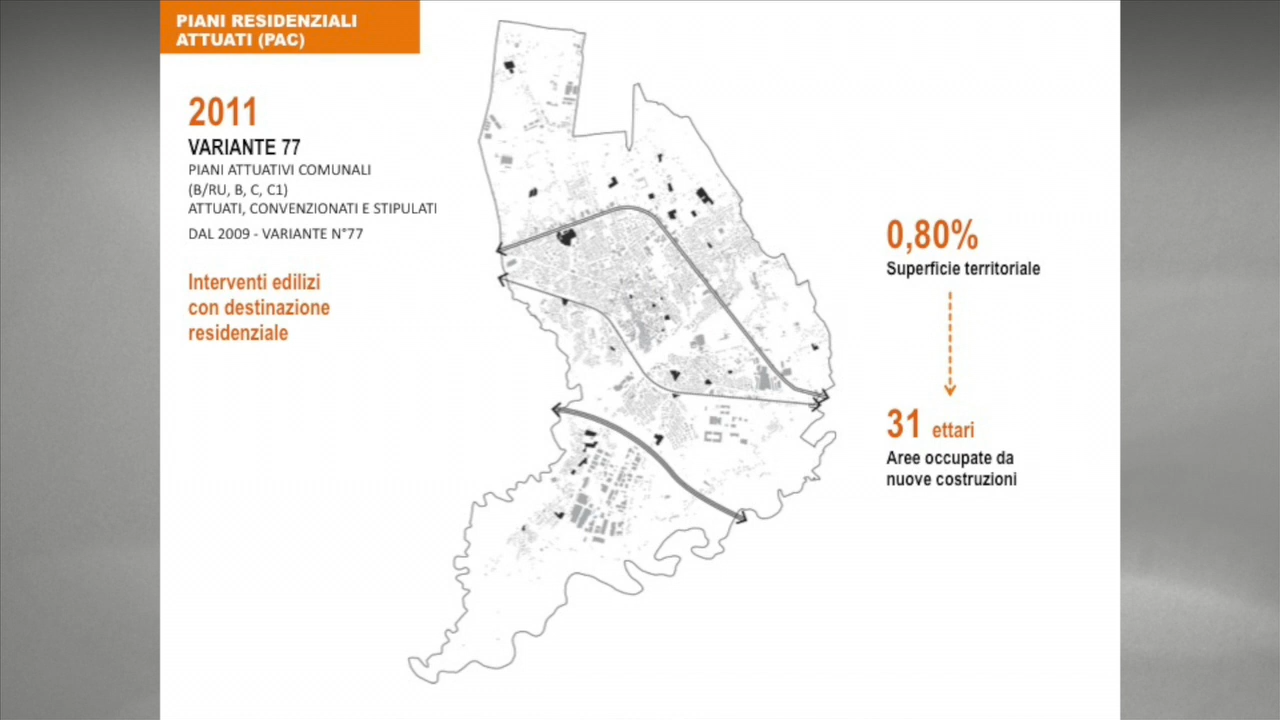 PIANI RESIDENZIALI
ATTUATI (PAC)
2011
VARIANTE 77
PIANI ATTUATIVI COMUNALI
(B/RU, B, C, C1)
ATTUATI, CONVENZIONATI E STIPULATI
DAL 2009 - VARIANTE N°77
Interventi edilizi
con destinazione
residenziale
0,80%
Superficie territoriale
31 ettari
Aree occupate da
nuove costruzioni